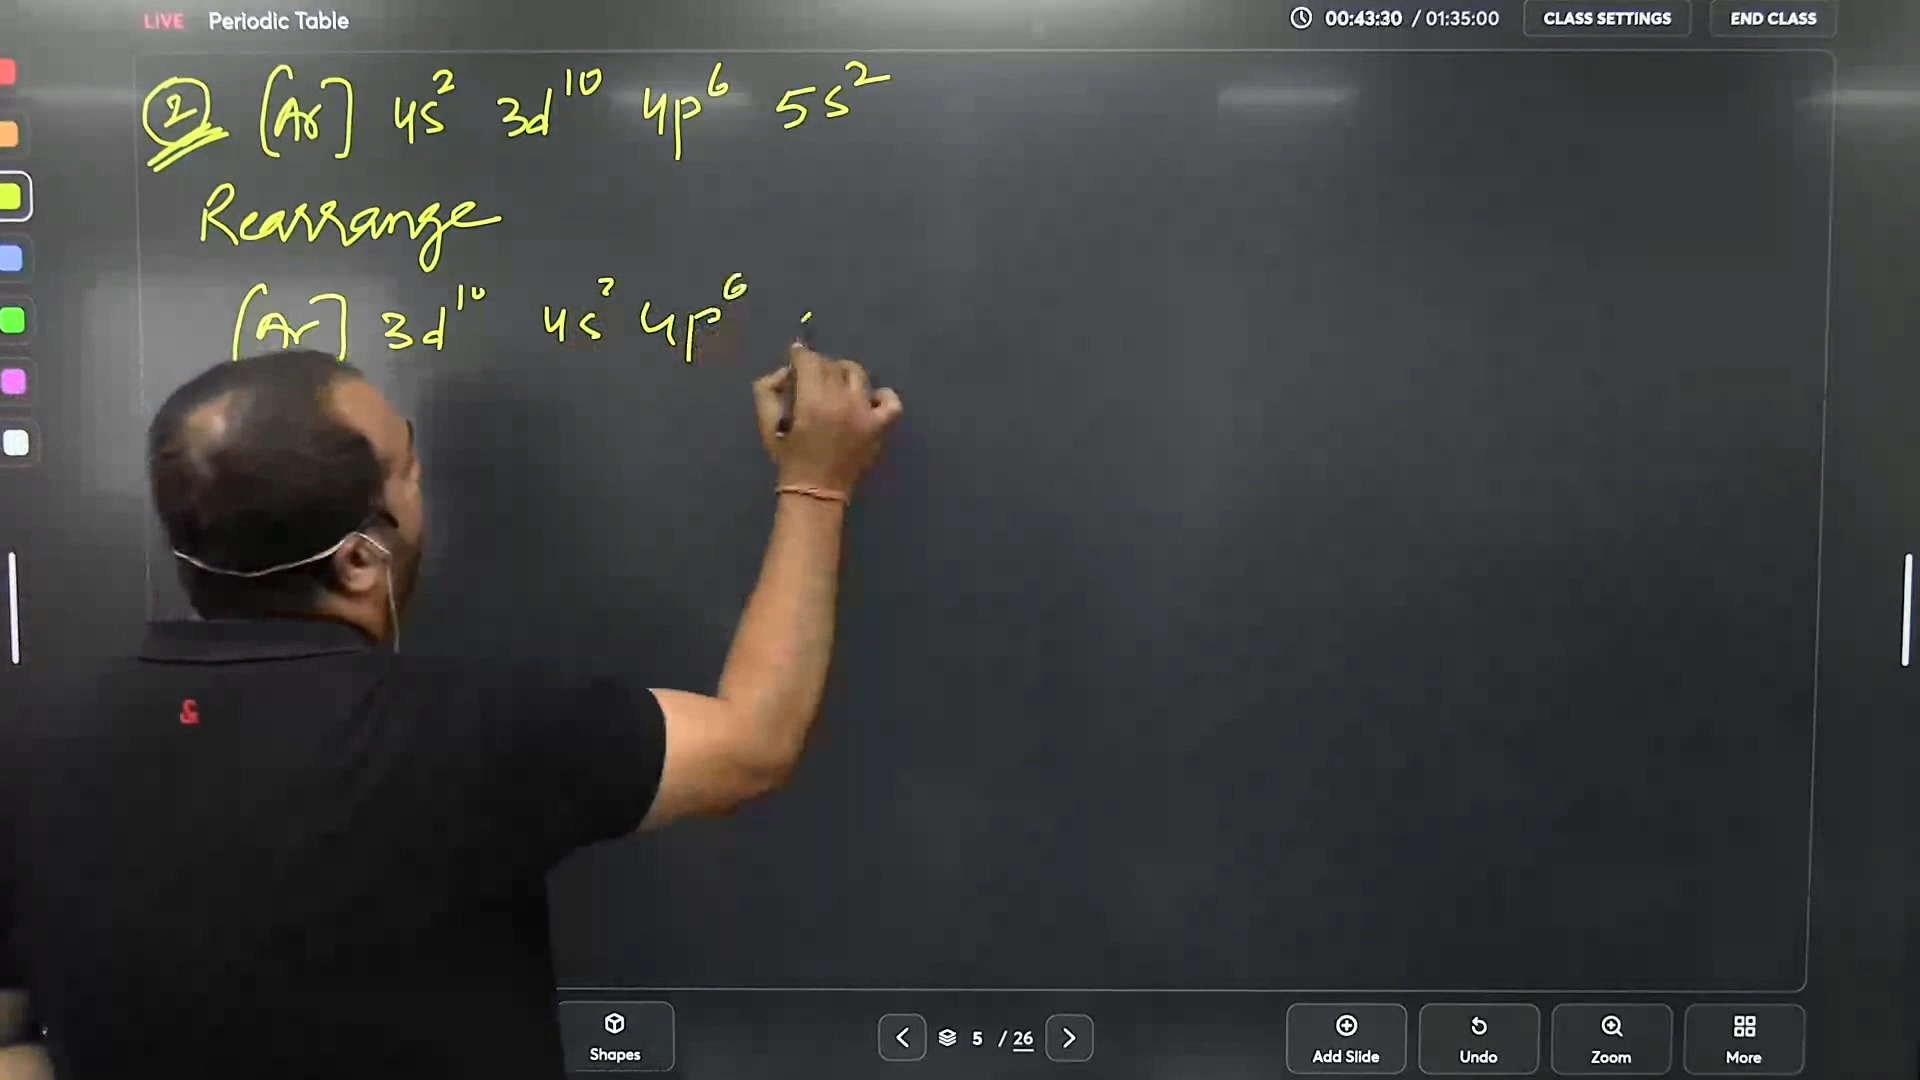 LIVE Periodic Table 00:43:30 / 01:35:00 CLASS SETTINGS END CLASS
② [Ar] 4s² 3d¹⁰ 4p⁶ 5s²
Rearrange
[Ar] 3d¹⁰ 4s² 4p⁶
&
Shapes 5 / 26 Add Slide Undo Zoom More